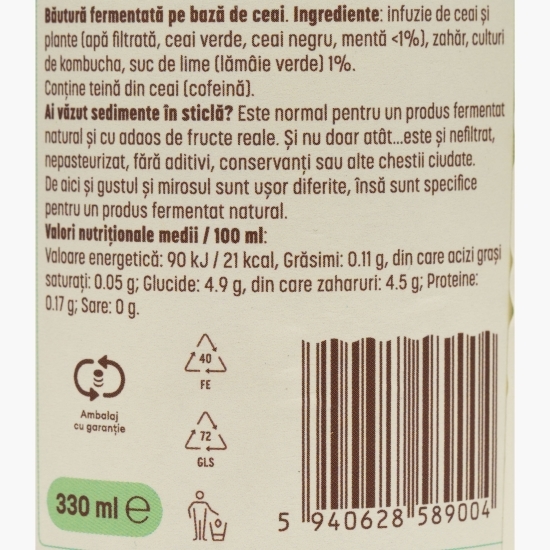 Băutură fermentată pe bază de ceai. Ingrediente: infuzie de ceai și
plante (apă filtrată, ceai verde, ceai negru, mentă <1%), zahăr, culturi
de kombucha, suc de lime (lămâie verde) 1%.
Conține teină din ceai (cofeină).
Ai văzut sedimente în sticlă? Este normal pentru un produs fermentat
natural și cu adaos de fructe reale. Și nu doar atât...este și nefiltrat,
nepasteurizat, fără aditivi, conservanți sau alte chestii ciudate.
De aici și gustul și mirosul sunt ușor diferite, însă sunt specifice
pentru un produs fermentat natural.
Valori nutriționale medii / 100 ml:
Valoare energetică: 90 kJ / 21 kcal, Grăsimi: 0.11 g, din care acizi grași
saturați: 0.05 g; Glucide: 4.9 g, din care zaharuri: 4.5 g; Proteine:
0.17 g; Sare: 0 g.
Ambalaj
cu garanție
40
FE
72
GLS
330 ml e
5 940628 589004